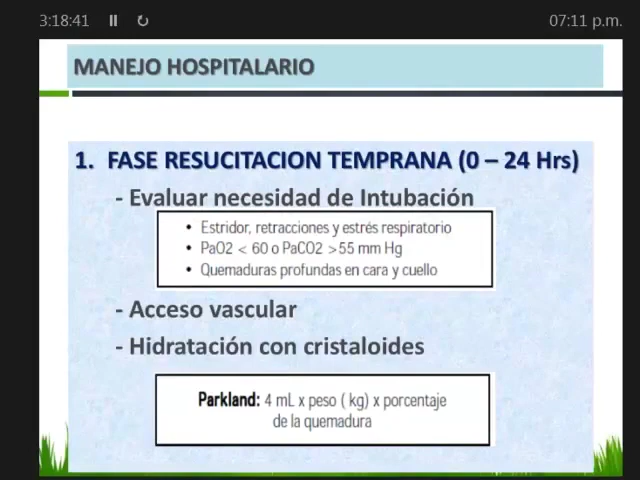 3:18:41
07:11 p.m.
MANEJO HOSPITALARIO
1. FASE RESUCITACION TEMPRANA (0 – 24 Hrs)
- Evaluar necesidad de Intubación
• Estridor, retracciones y estrés respiratorio
• PaO2 < 60 o PaCO2 >55 mm Hg
• Quemaduras profundas en cara y cuello
- Acceso vascular
- Hidratación con cristaloides
Parkland: 4 mL x peso ( kg) x porcentaje
de la quemadura